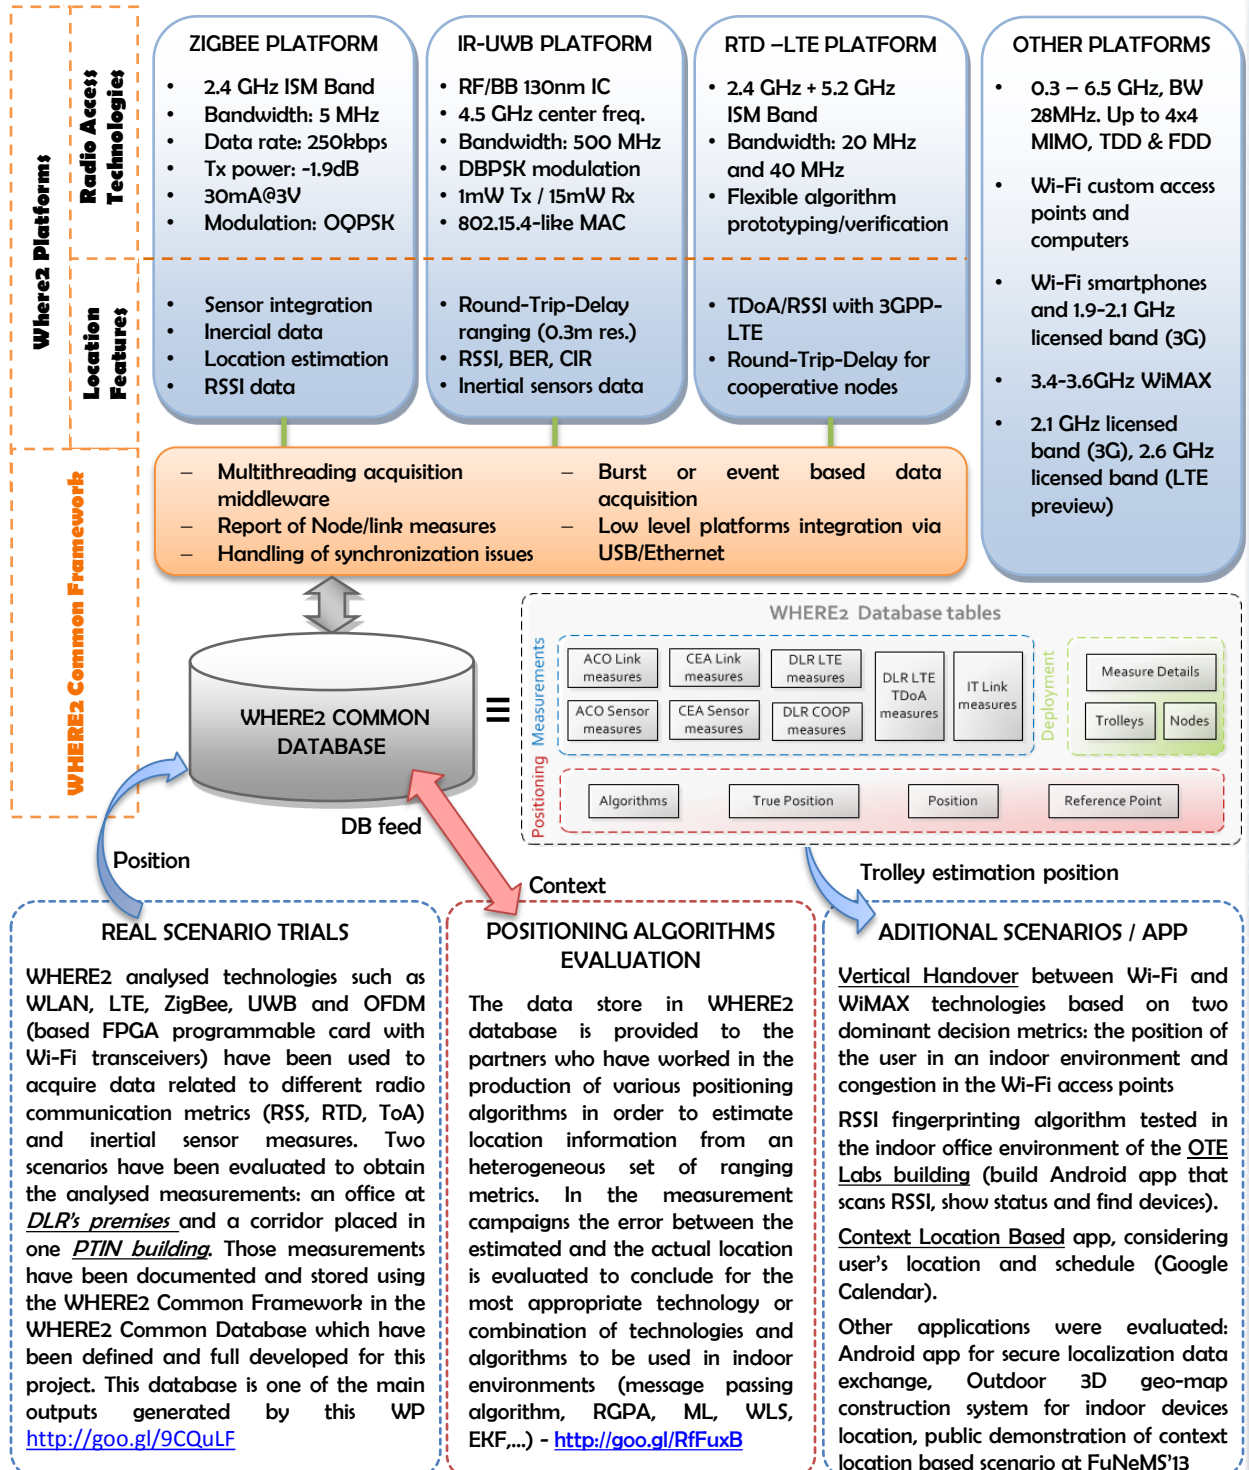 Where2 Platforms
Radio Access
Technologies
Location
Features
WHERE2 Common Framework
ZIGBEE PLATFORM
• 2.4 GHz ISM Band
• Bandwidth: 5 MHz
• Data rate: 250kbps
• Tx power: -1.9dB
• 30mA@3V
• Modulation: OQPSK
• Sensor integration
• Inercial data
• Location estimation
• RSSI data
IR-UWB PLATFORM
• RF/BB 130nm IC
• 4.5 GHz center freq.
• Bandwidth: 500 MHz
• DBPSK modulation
• 1mW Tx / 15mW Rx
• 802.15.4-like MAC
• Round-Trip-Delay
ranging (0.3m res.)
• RSSI, BER, CIR
• Inertial sensors data
RTD –LTE PLATFORM
• 2.4 GHz + 5.2 GHz
ISM Band
• Bandwidth: 20 MHz
and 40 MHz
• Flexible algorithm
prototyping/verification
• TDoA/RSSI with 3GPP-
LTE
• Round-Trip-Delay for
cooperative nodes
OTHER PLATFORMS
• 0.3 – 6.5 GHz, BW
28MHz. Up to 4x4
MIMO, TDD & FDD
• Wi-Fi custom access
points and
computers
• Wi-Fi smartphones
and 1.9-2.1 GHz
licensed band (3G)
• 3.4-3.6GHz WiMAX
• 2.1 GHz licensed
band (3G), 2.6 GHz
licensed band (LTE
preview)
– Multithreading acquisition
middleware
– Report of Node/link measures
– Handling of synchronization issues
– Burst or event based data
acquisition
– Low level platforms integration via
USB/Ethernet
WHERE2 COMMON
DATABASE
≡
WHERE2 Database tables
Measurements
ACO Link
measures
CEA Link
measures
DLR LTE
measures
DLR LTE
TDoA
measures
IT Link
measures
ACO Sensor
measures
CEA Sensor
measures
DLR COOP
measures
Deployment
Measure Details
Trolleys
Nodes
Positioning
Algorithms
True Position
Position
Reference Point
Position
DB feed
Context
Trolley estimation position
REAL SCENARIO TRIALS
WHERE2 analysed technologies such as
WLAN, LTE, ZigBee, UWB and OFDM
(based FPGA programmable card with
Wi-Fi transceivers) have been used to
acquire data related to different radio
communication metrics (RSS, RTD, ToA)
and inertial sensor measures. Two
scenarios have been evaluated to obtain
the analysed measurements: an office at
DLR's premises and a corridor placed in
one PTIN building. Those measurements
have been documented and stored using
the WHERE2 Common Framework in the
WHERE2 Common Database which have
been defined and full developed for this
project. This database is one of the main
outputs generated by this WP
http://goo.gl/9CQuLF
POSITIONING ALGORITHMS
EVALUATION
The data store in WHERE2
database is provided to the
partners who have worked in the
production of various positioning
algorithms in order to estimate
location information from an
heterogeneous set of ranging
metrics. In the measurement
campaigns the error between the
estimated and the actual location
is evaluated to conclude for the
most appropriate technology or
combination of technologies and
algorithms to be used in indoor
environments (message passing
algorithm, RGPA, ML, WLS,
EKF,...) - http://goo.gl/RfFuxB
ADITIONAL SCENARIOS / APP
Vertical Handover between Wi-Fi and
WiMAX technologies based on two
dominant decision metrics: the position of
the user in an indoor environment and
congestion in the Wi-Fi access points
RSSI fingerprinting algorithm tested in
the indoor office environment of the OTE
Labs building (build Android app that
scans RSSI, show status and find devices).
Context Location Based app, considering
user's location and schedule (Google
Calendar).
Other applications were evaluated:
Android app for secure localization data
exchange, Outdoor 3D geo-map
construction system for indoor devices
location, public demonstration of context
location based scenario at FuNeMS'13